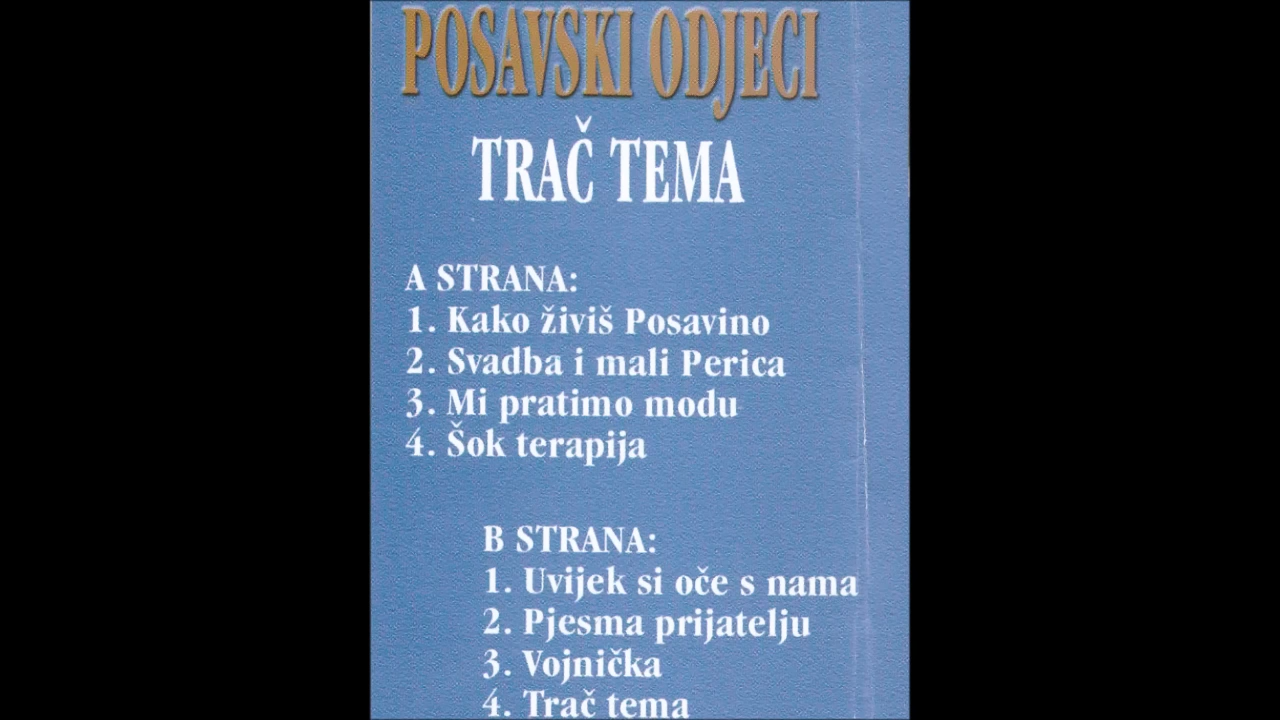 POSAVSKI ODJECI
TRAČ TEMA
A STRANA:
1. Kako živiš Posavino
2. Svadba i mali Perica
3. Mi pratimo modu
4. Šok terapija
B STRANA:
1. Uvijek si oče s nama
2. Pjesma prijatelju
3. Vojnička
4. Trač tema